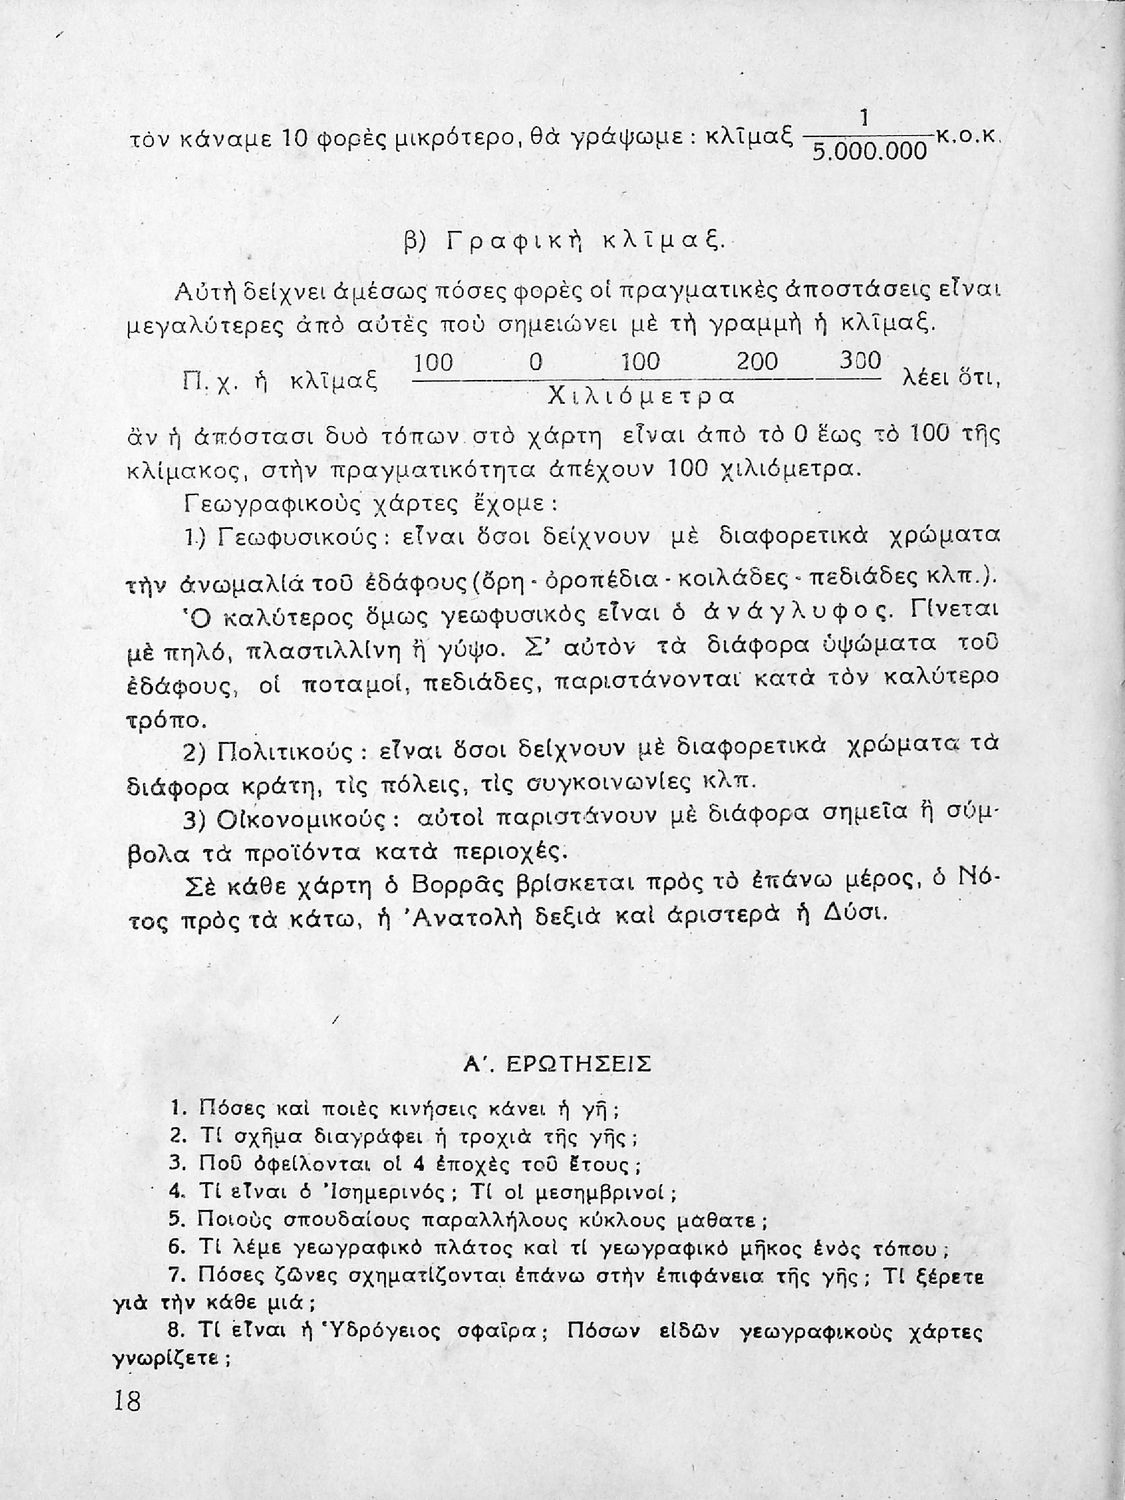 τὸν κάναμε 10 φορὲς μικρότερο, θὰ γράψωμε : κλῖμαξ 1/5.000.000 κ.ο.κ.
β) Γραφικὴ κλῖμαξ.
Αὐτὴ δείχνει ἀμέσως πόσες φορὲς οἱ πραγματικὲς ἀποστάσεις εἶναι
μεγαλύτερες ἀπὸ αὐτὲς ποὺ σημειώνει μὲ τὴ γραμμὴ ἡ κλῖμαξ.
100 0 100 200 300
Π. χ. ἡ κλῖμαξ λέει ὅτι,
Χιλιόμετρα
ἂν ἡ ἀπόστασι δυὸ τόπων στὸ χάρτη εἶναι ἀπὸ τὸ 0 ἕως τὸ 100 τῆς
κλίμακος, στὴν πραγματικότητα ἀπέχουν 100 χιλιόμετρα.
Γεωγραφικοὺς χάρτες ἔχομε :
1.) Γεωφυσικούς : εἶναι ὅσοι δείχνουν μὲ διαφορετικὰ χρώματα
τὴν ἀνωμαλία τοῦ ἐδάφους (ὄρη - ὀροπέδια - κοιλάδες - πεδιάδες κλπ.).
Ὁ καλύτερος ὅμως γεωφυσικὸς εἶναι ὁ ἀνάγλυφος. Γίνεται
μὲ πηλό, πλαστιλλίνη ἢ γύψο. Σ' αὐτὸν τὰ διάφορα ὑψώματα τοῦ
ἐδάφους, οἱ ποταμοί, πεδιάδες, παριστάνονται κατὰ τὸν καλύτερο
τρόπο.
2) Πολιτικούς : εἶναι ὅσοι δείχνουν μὲ διαφορετικὰ χρώματα τὰ
διάφορα κράτη, τὶς πόλεις, τὶς συγκοινωνίες κλπ.
3) Οἰκονομικούς : αὐτοὶ παριστάνουν μὲ διάφορα σημεῖα ἢ σύμ-
βολα τὰ προϊόντα κατὰ περιοχές.
Σὲ κάθε χάρτη ὁ Βορρᾶς βρίσκεται πρὸς τὸ ἐπάνω μέρος, ὁ Νό-
τος πρὸς τὰ κάτω, ἡ Ἀνατολὴ δεξιὰ καὶ ἀριστερὰ ἡ Δύσι.
Α'. ΕΡΩΤΗΣΕΙΣ
1. Πόσες καὶ ποιὲς κινήσεις κάνει ἡ γῆ ;
2. Τί σχῆμα διαγράφει ἡ τροχιὰ τῆς γῆς ;
3. Ποῦ ὀφείλονται οἱ 4 ἐποχὲς τοῦ ἔτους ;
4. Τί εἶναι ὁ Ἰσημερινός ; Τί οἱ μεσημβρινοί ;
5. Ποιοὺς σπουδαίους παραλλήλους κύκλους μάθατε ;
6. Τί λέμε γεωγραφικὸ πλάτος καὶ τί γεωγραφικὸ μῆκος ἑνὸς τόπου ;
7. Πόσες ζῶνες σχηματίζονται ἐπάνω στὴν ἐπιφάνεια τῆς γῆς ; Τί ξέρετε
γιὰ τὴν κάθε μιά ;
8. Τί εἶναι ἡ Ὑδρόγειος σφαῖρα ; Πόσων εἰδῶν γεωγραφικοὺς χάρτες
γνωρίζετε ;
18